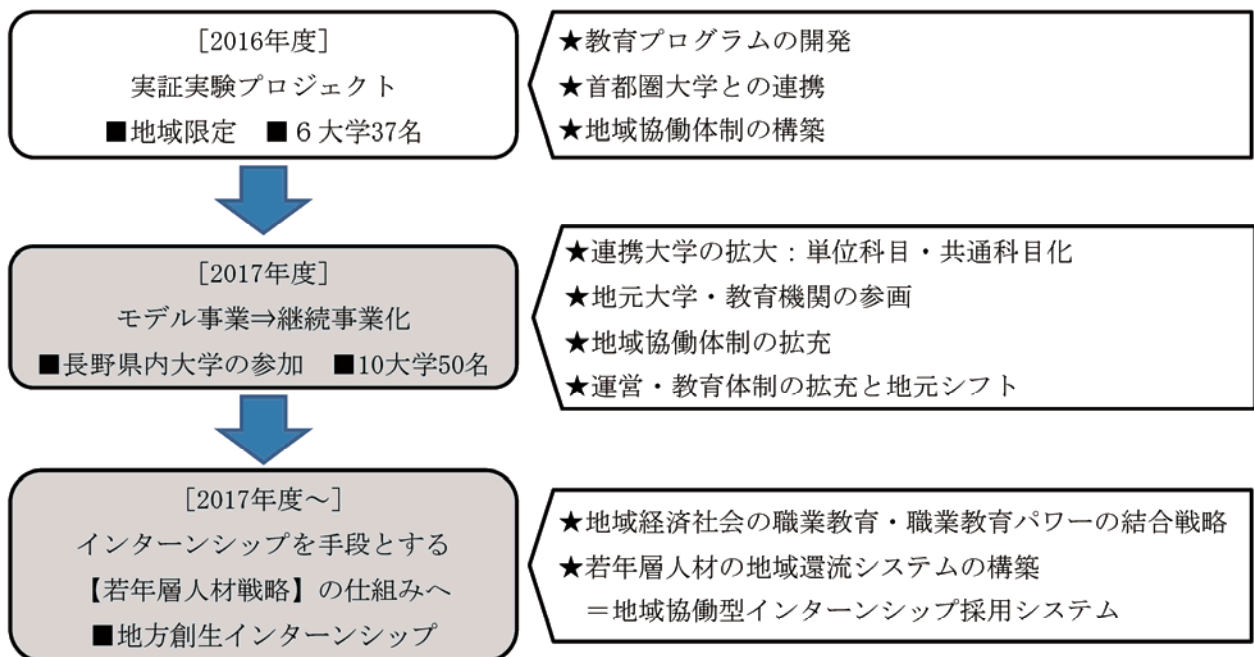 ［2016年度］
実証実験プロジェクト
■地域限定　■６大学37名
★教育プログラムの開発
★首都圏大学との連携
★地域協働体制の構築
［2017年度］
モデル事業⇒継続事業化
■長野県内大学の参加　■10大学50名
★連携大学の拡大：単位科目・共通科目化
★地元大学・教育機関の参画
★地域協働体制の拡充
★運営・教育体制の拡充と地元シフト
［2017年度～］
インターンシップを手段とする
【若年層人材戦略】の仕組みへ
■地方創生インターンシップ
★地域経済社会の職業教育・職業教育パワーの結合戦略
★若年層人材の地域還流システムの構築
＝地域協働型インターンシップ採用システム